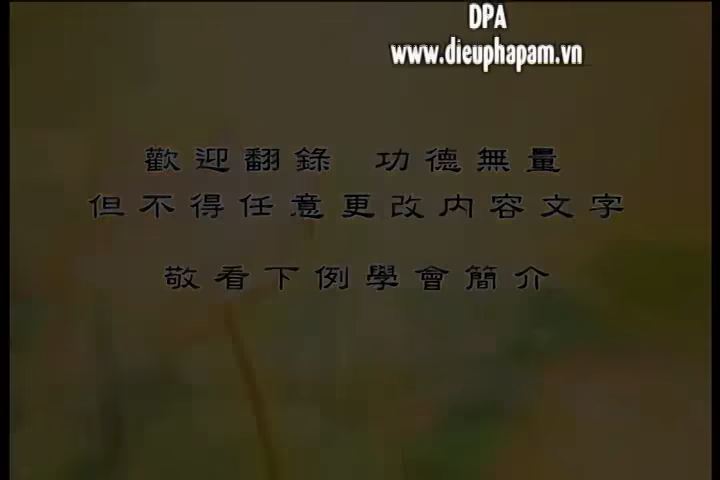 DPA
www.dieuphapam.vn
歡迎翻錄 功德無量
但不得任意更改內容文字
敬看下例學會簡介